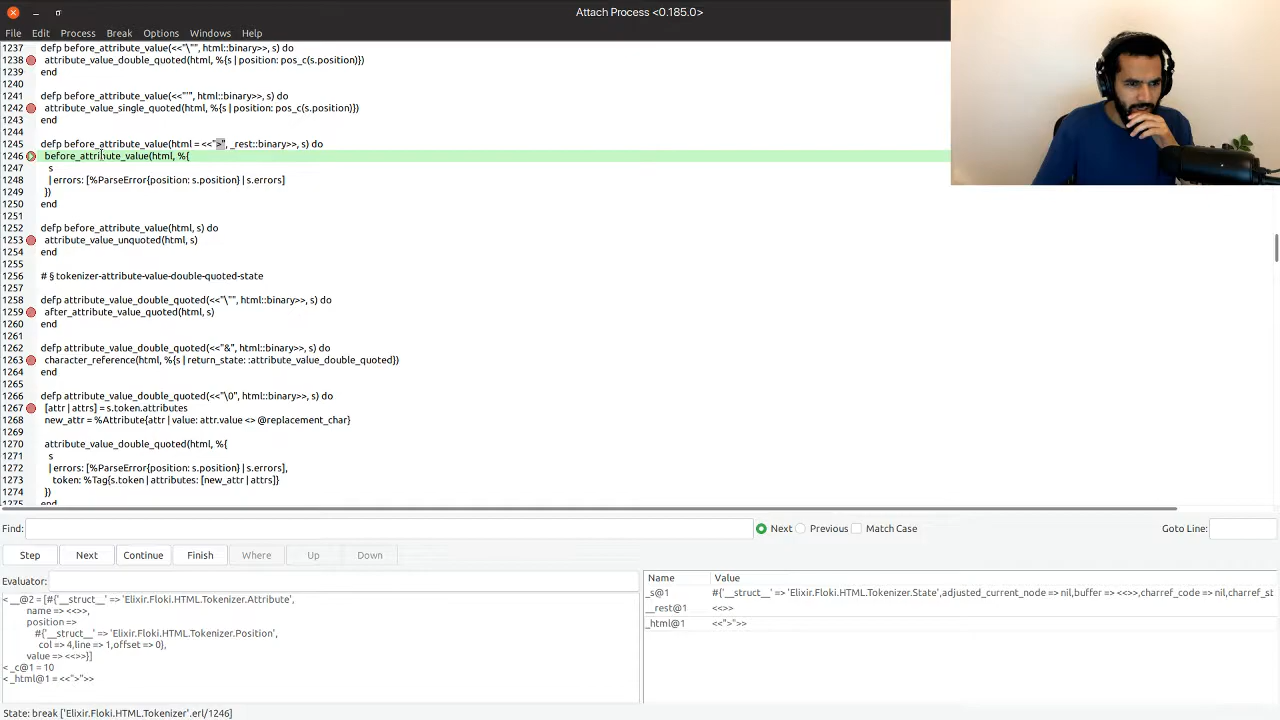 Attach Process <0.185.0>
File Edit Process Break Options Windows Help
1237 defp before_attribute_value(<<"\"", html::binary>>, s) do
1238 attribute_value_double_quoted(html, %{s | position: pos_c(s.position)})
1239 end
1240
1241 defp before_attribute_value(<<"'", html::binary>>, s) do
1242 attribute_value_single_quoted(html, %{s | position: pos_c(s.position)})
1243 end
1244
1245 defp before_attribute_value(html = <<">", _rest::binary>>, s) do
1246 before_attribute_value(html, %{
1247 s
1248 | errors: [%ParseError{position: s.position} | s.errors]
1249 })
1250 end
1251
1252 defp before_attribute_value(html, s) do
1253 attribute_value_unquoted(html, s)
1254 end
1255
1256 # § tokenizer-attribute-value-double-quoted-state
1257
1258 defp attribute_value_double_quoted(<<"\"", html::binary>>, s) do
1259 after_attribute_value_quoted(html, s)
1260 end
1261
1262 defp attribute_value_double_quoted(<<"&", html::binary>>, s) do
1263 character_reference(html, %{s | return_state: :attribute_value_double_quoted})
1264 end
1265
1266 defp attribute_value_double_quoted(<<"\0", html::binary>>, s) do
1267 [attr | attrs] = s.token.attributes
1268 new_attr = %Attribute{attr | value: attr.value <> @replacement_char}
1269
1270 attribute_value_double_quoted(html, %{
1271 s
1272 | errors: [%ParseError{position: s.position} | s.errors],
1273 token: %Tag{s.token | attributes: [new_attr | attrs]}
1274 })
1275 end
Find: Next Previous Match Case Goto Line:
Step Next Continue Finish Where Up Down
Evaluator:
< __@2 = [#{'__struct__' => 'Elixir.Floki.HTML.Tokenizer.Attribute',
name => <<>>,
position =>
#{'__struct__' => 'Elixir.Floki.HTML.Tokenizer.Position',
col => 4,line => 1,offset => 0},
value => <<>>}]
< _c@1 = 10
< _html@1 = <<">">>
Name Value
_s@1 #{'__struct__' => 'Elixir.Floki.HTML.Tokenizer.State',adjusted_current_node => nil,buffer => <<>>,charref_code => nil,charref_st
__rest@1 <<>>
_html@1 <<">">>
State: break ['Elixir.Floki.HTML.Tokenizer'.erl/1246]